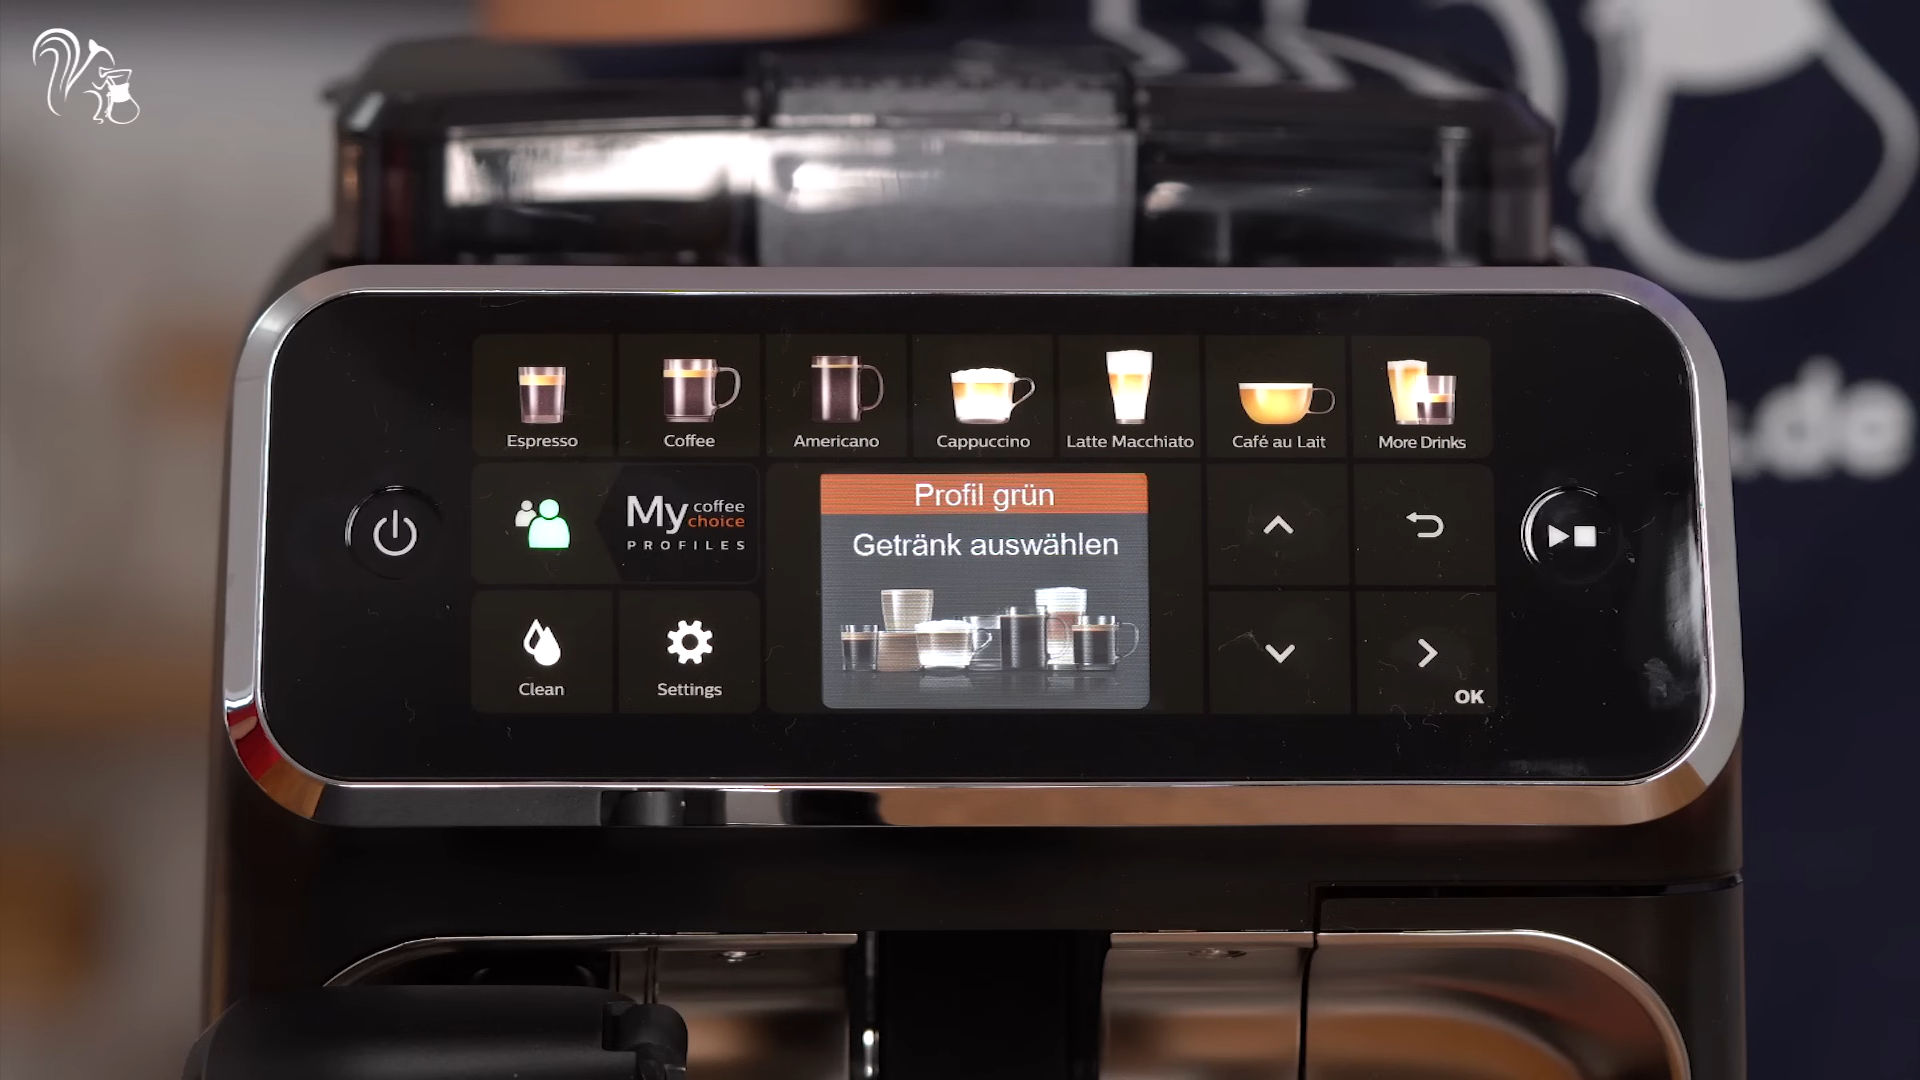 Espresso
Coffee
Americano
Cappuccino
Latte Macchiato
Café au Lait
More Drinks
My coffee choice
PROFILES
Profil grün
Getränk auswählen
Clean
Settings
OK
.de